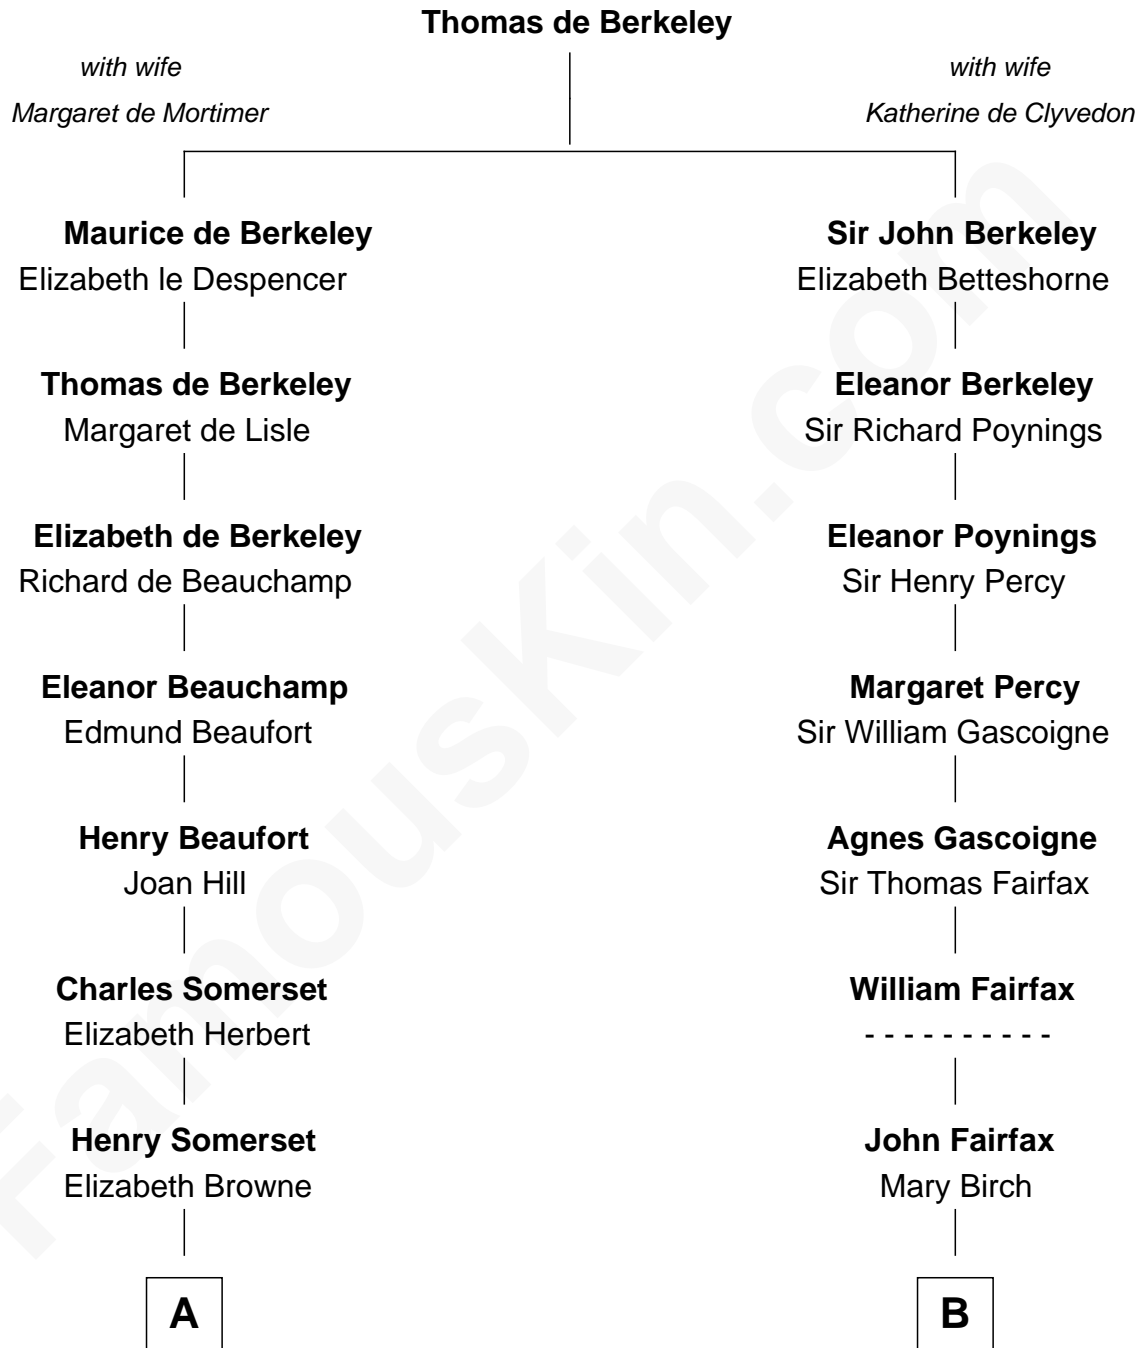 Thomas de Berkeley
with wife
Margaret de Mortimer
with wife
Katherine de Clyvedon
Maurice de Berkeley
Elizabeth le Despencer
Sir John Berkeley
Elizabeth Betteshorne
Thomas de Berkeley
Margaret de Lisle
Eleanor Berkeley
Sir Richard Poynings
Elizabeth de Berkeley
Richard de Beauchamp
Eleanor Poynings
Sir Henry Percy
Eleanor Beauchamp
Edmund Beaufort
Margaret Percy
Sir William Gascoigne
Henry Beaufort
Joan Hill
Agnes Gascoigne
Sir Thomas Fairfax
Charles Somerset
Elizabeth Herbert
William Fairfax
- - - - - - - - - -
Henry Somerset
Elizabeth Browne
John Fairfax
Mary Birch
A
B
FamousKin.com